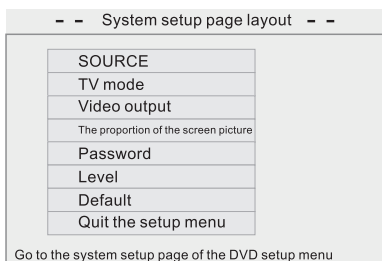 - - System setup page layout - -
SOURCE
TV mode
Video output
The proportion of the screen picture
Password
Level
Default
Quit the setup menu
Go to the system setup page of the DVD setup menu